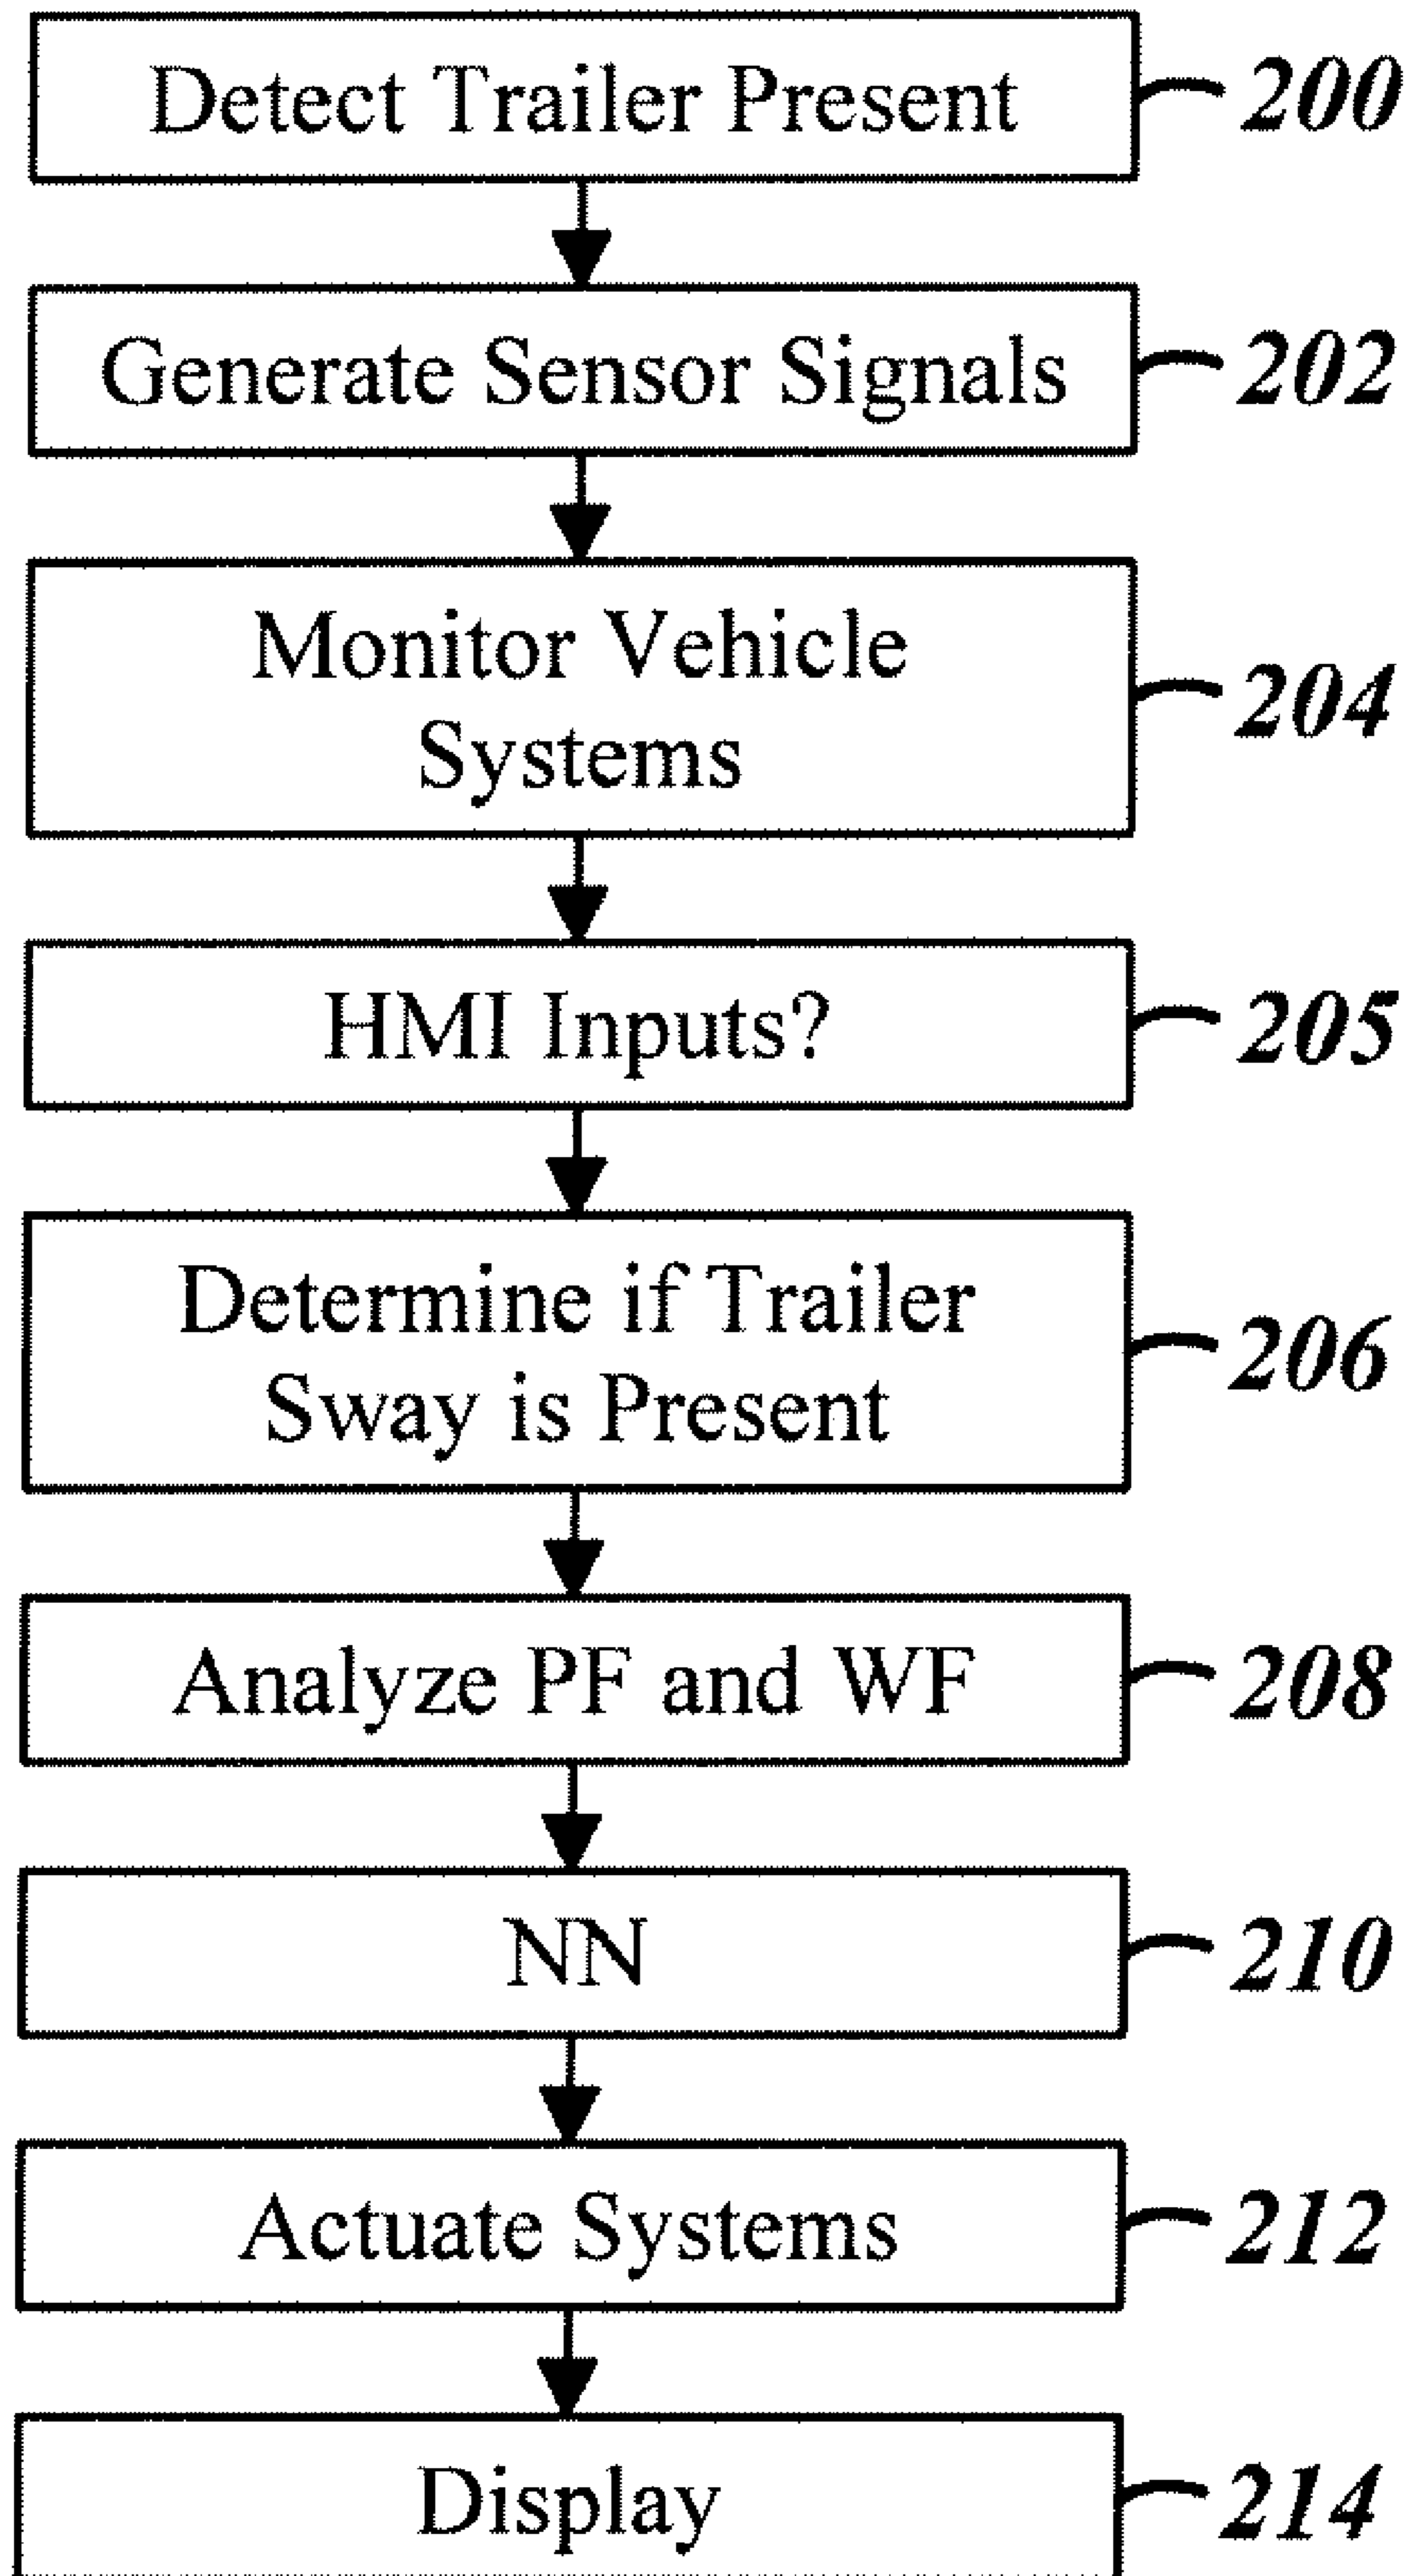 Detect Trailer Present 200
Generate Sensor Signals 202
Monitor Vehicle
Systems
204
HMI Inputs? 205
Determine if Trailer
Sway is Present
206
Analyze PF and WF 208
NN 210
Actuate Systems 212
Display 214